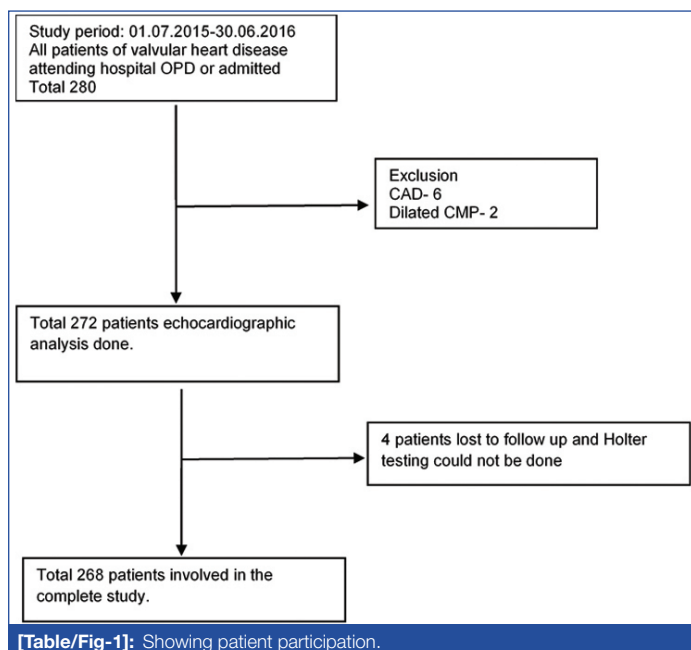 Study period: 01.07.2015-30.06.2016
All patients of valvular heart disease
attending hospital OPD or admitted
Total 280
Exclusion
CAD- 6
Dilated CMP- 2
Total 272 patients echocardiographic
analysis done.
4 patients lost to follow up and Holter
testing could not be done
Total 268 patients involved in the
complete study.
[Table/Fig-1]: Showing patient participation.